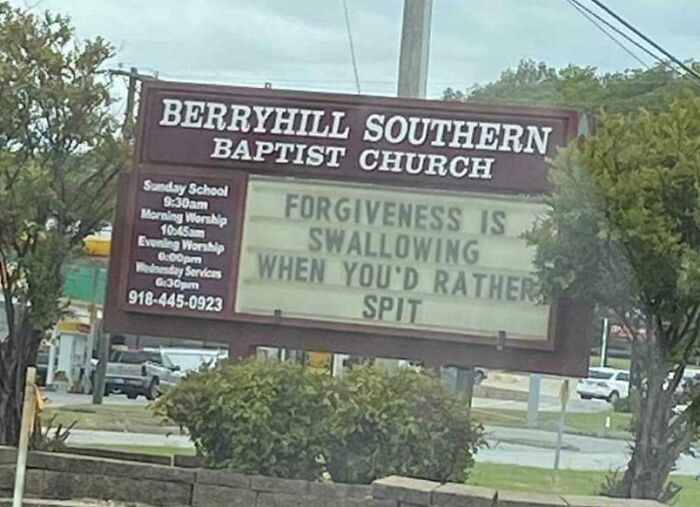 BERRYHILL SOUTHERN
BAPTIST CHURCH
Sunday School
9:30am
Morning Worship
10:45am
Evening Worship
6:00pm
Wednesday Services
6:30pm
918-445-0923
FORGIVENESS IS
SWALLOWING
WHEN YOU'D RATHER
SPIT